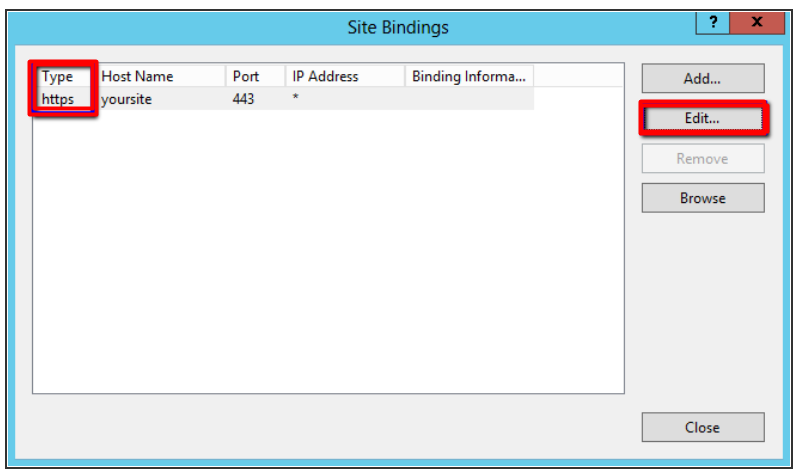 Site Bindings
? x
Type Host Name Port IP Address Binding Informa...
https yoursite 443 *
Add...
Edit...
Remove
Browse
Close